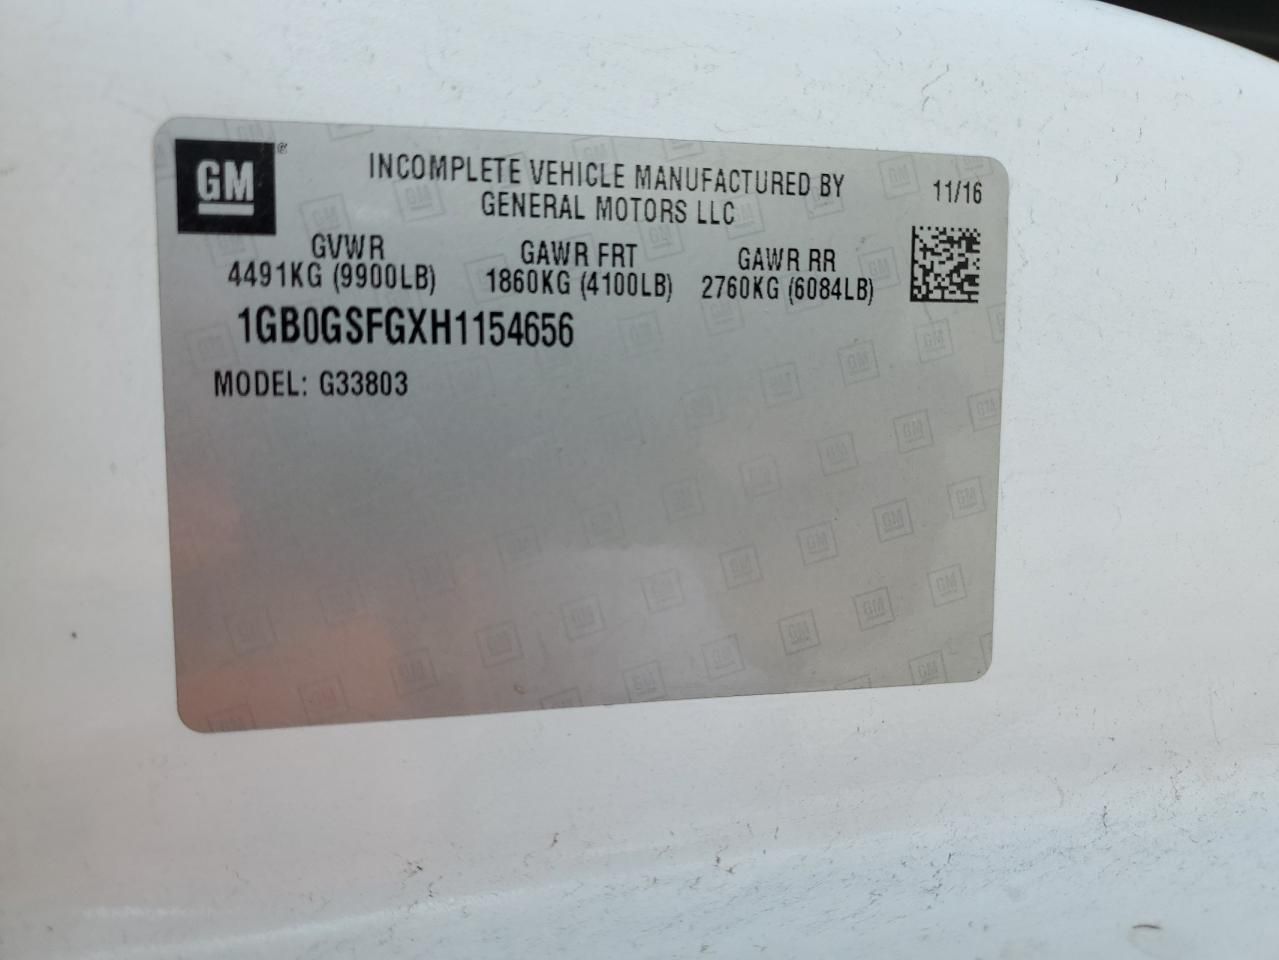 GM ®
INCOMPLETE VEHICLE MANUFACTURED BY
GENERAL MOTORS LLC
11/16
GVWR
4491KG (9900LB)
GAWR FRT
1860KG (4100LB)
GAWR RR
2760KG (6084LB)
1GB0GSFGXH1154656
MODEL: G33803